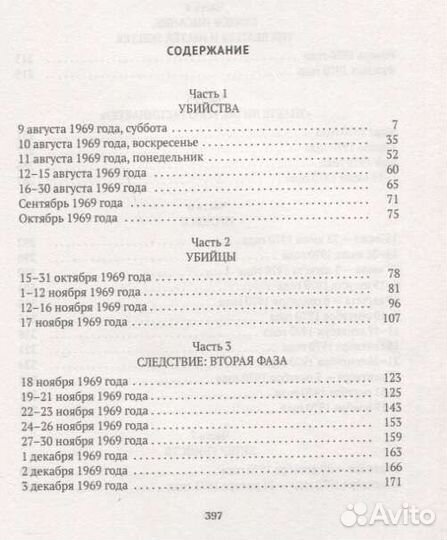 СОДЕРЖАНИЕ
Часть 1
УБИЙСТВА
9 августа 1969 года, суббота 7
10 августа 1969 года, воскресенье 35
11 августа 1969 года, понедельник 52
12–15 августа 1969 года 60
16–30 августа 1969 года 65
Сентябрь 1969 года 71
Октябрь 1969 года 75
Часть 2
УБИЙЦЫ
15–31 октября 1969 года 78
1–12 ноября 1969 года 81
12–16 ноября 1969 года 96
17 ноября 1969 года 107
Часть 3
СЛЕДСТВИЕ: ВТОРАЯ ФАЗА
18 ноября 1969 года 123
19–21 ноября 1969 года 125
22–23 ноября 1969 года 143
24–26 ноября 1969 года 153
27–30 ноября 1969 года 159
1 декабря 1969 года 163
2 декабря 1969 года 166
3 декабря 1969 года 171
397
Avito